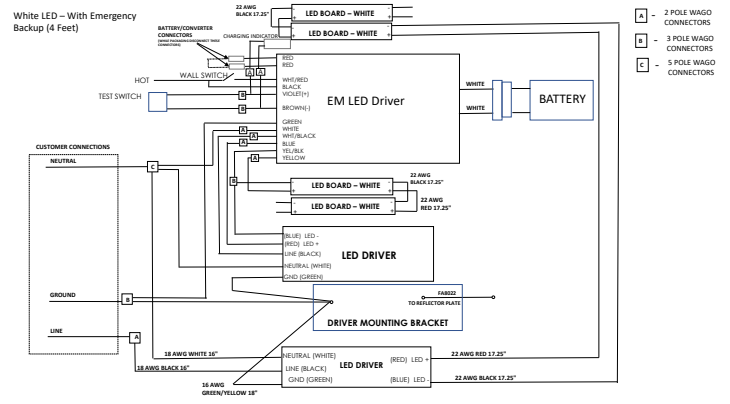 White LED – With Emergency
Backup (4 Feet)
22 AWG
BLACK 17.25"
-
+
LED BOARD – WHITE
-
+
LED BOARD – WHITE
-
+
A - 2 POLE WAGO
CONNECTORS
B - 3 POLE WAGO
CONNECTORS
C - 5 POLE WAGO
CONNECTORS
BATTERY/CONVERTER
CONNECTORS
CHARGING INDICATOR
RED
RED
A
A
HOT
WALL SWITCH
WHT/RED
BLACK
TEST SWITCH
B
VIOLET(+)
B
BROWN(-)
EM LED Driver
WHITE
WHITE
BATTERY
GREEN
A
WHITE
A
WHT/BLACK
A
BLUE
YEL/BLK
A
YELLOW
CUSTOMER CONNECTIONS
NEUTRAL
C
B
LED BOARD – WHITE
-
+
22 AWG
BLACK 17.25"
LED BOARD – WHITE
-
+
22 AWG
RED 17.25"
(BLUE) LED -
(RED) LED +
LINE (BLACK)
NEUTRAL (WHITE)
GND (GREEN)
LED DRIVER
GROUND
B
FA8022
TO REFLECTOR PLATE
DRIVER MOUNTING BRACKET
LINE
A
18 AWG WHITE 16"
18 AWG BLACK 16"
16 AWG
GREEN/YELLOW 18"
NEUTRAL (WHITE)
LINE (BLACK)
GND (GREEN)
LED DRIVER
(RED) LED +
(BLUE) LED -
22 AWG RED 17.25"
22 AWG BLACK 17.25"